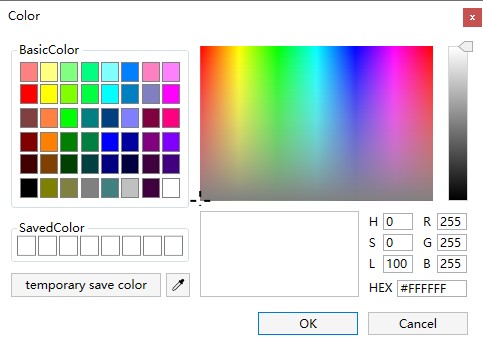 Color
x
BasicColor
SavedColor
temporary save color
H 0 R 255
S 0 G 255
L 100 B 255
HEX #FFFFFF
OK Cancel